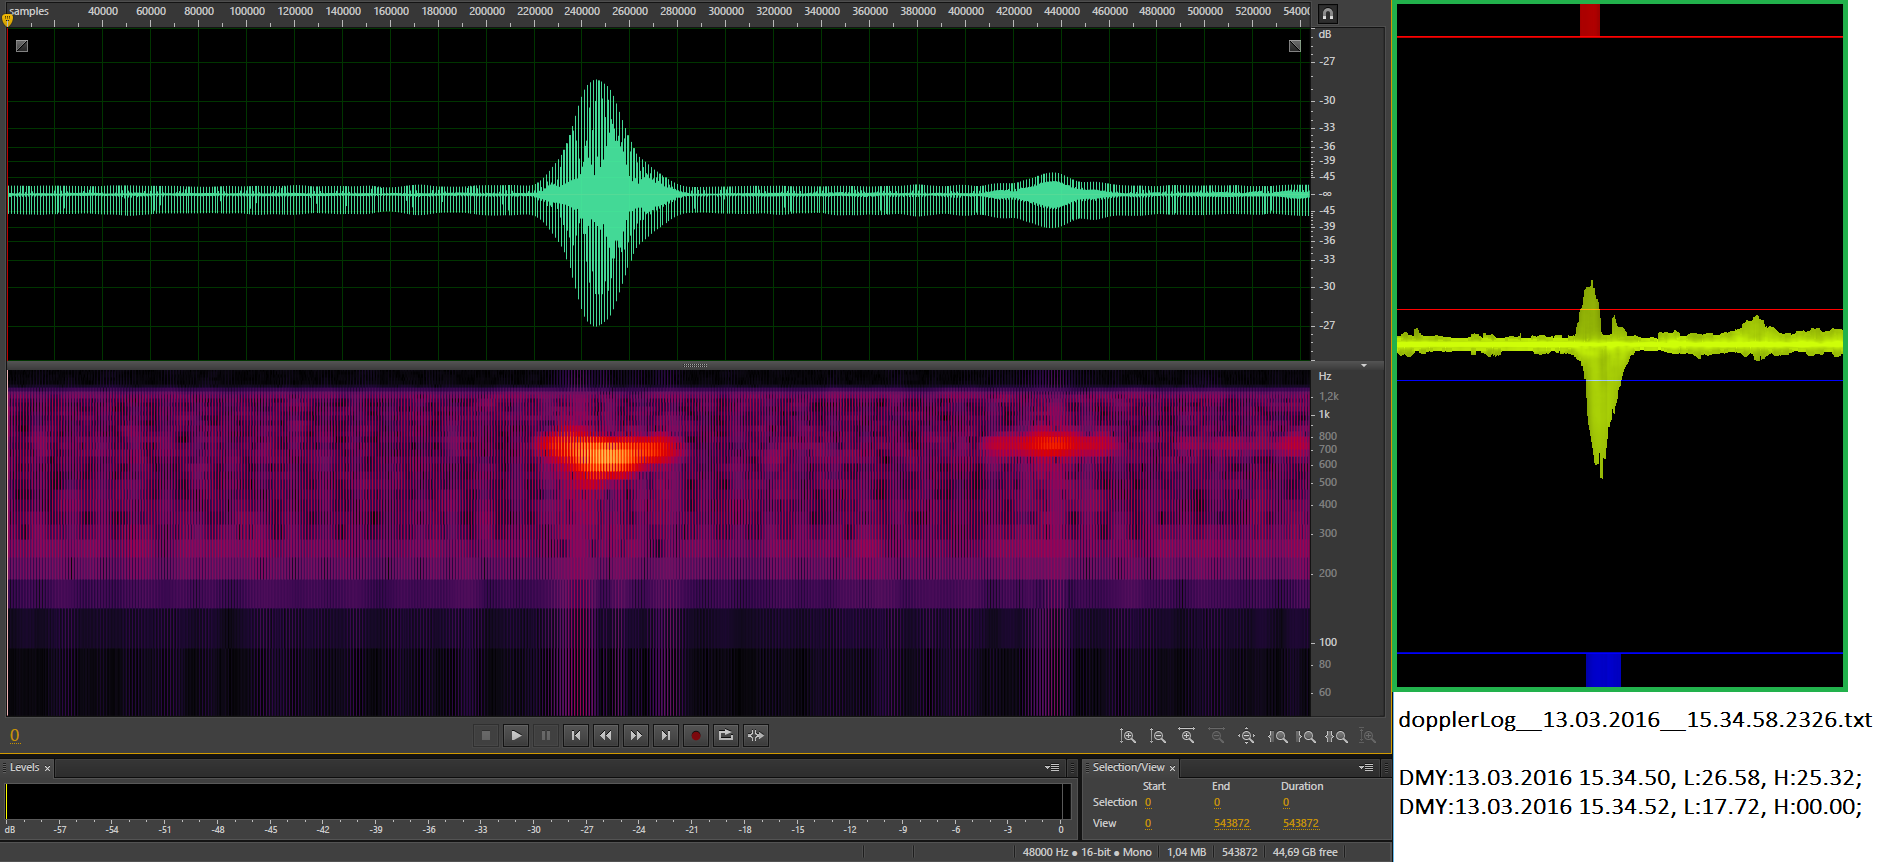 samples 40000 60000 80000 100000 120000 140000 160000 180000 200000 220000 240000 260000 280000 300000 320000 340000 360000 380000 400000 420000 440000 460000 480000 500000 520000 54000
dB
-27
-30
-33
-36
-39
-45
-∞
-45
-39
-36
-33
-30
-27
Hz
1,2k
1k
800
700
600
500
400
300
200
100
80
60
0
Levels ×
dB -57 -54 -51 -48 -45 -42 -39 -36 -33 -30 -27 -24 -21 -18 -15 -12 -9 -6 -3 0
Selection/View ×
Start End Duration
Selection 0 0 0
View 0 543872 543872
48000 Hz • 16-bit • Mono 1,04 MB 543872 44,69 GB free
dopplerLog__13.03.2016__15.34.58.2326.txt
DMY:13.03.2016 15.34.50, L:26.58, H:25.32;
DMY:13.03.2016 15.34.52, L:17.72, H:00.00;